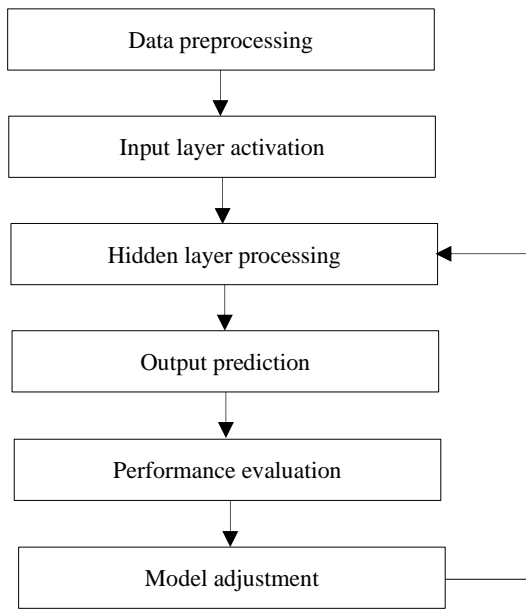 Data preprocessing
Input layer activation
Hidden layer processing
Output prediction
Performance evaluation
Model adjustment